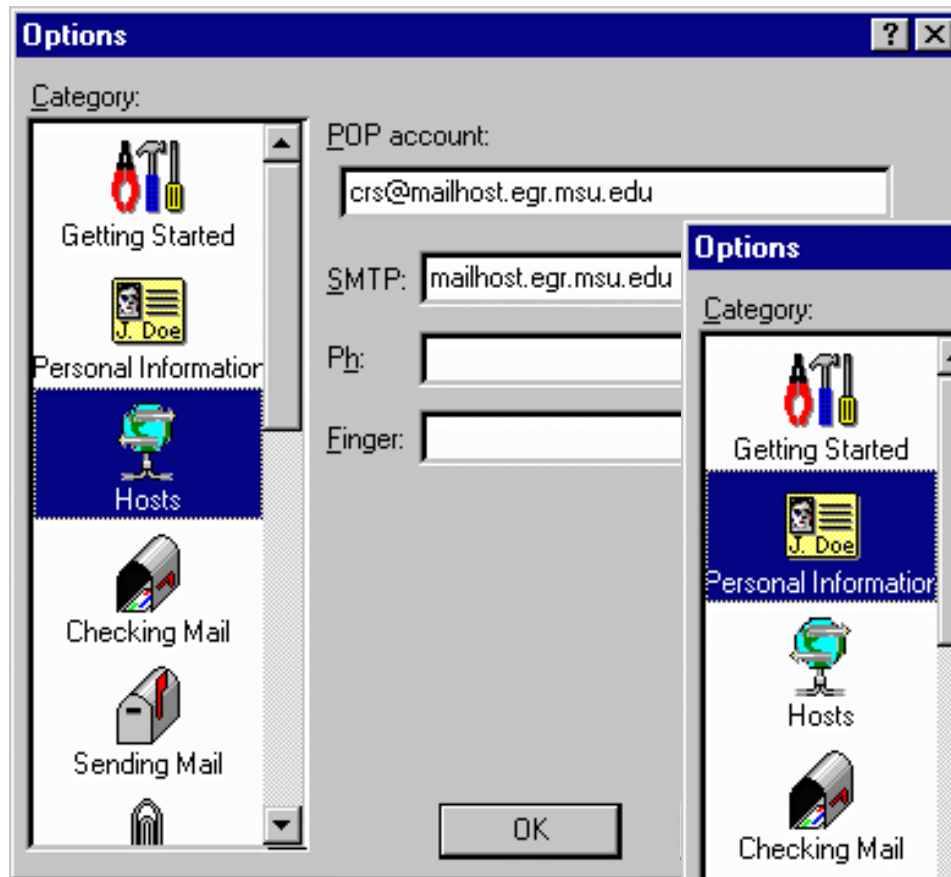 Options
Category:
Getting Started
J. Doe
Personal Information
Hosts
Checking Mail
Sending Mail
POP account:
crs@mailhost.egr.msu.edu
SMTP: mailhost.egr.msu.edu
Ph:
Finger:
OK
Options
Category:
Getting Started
J. Doe
Personal Information
Hosts
Checking Mail